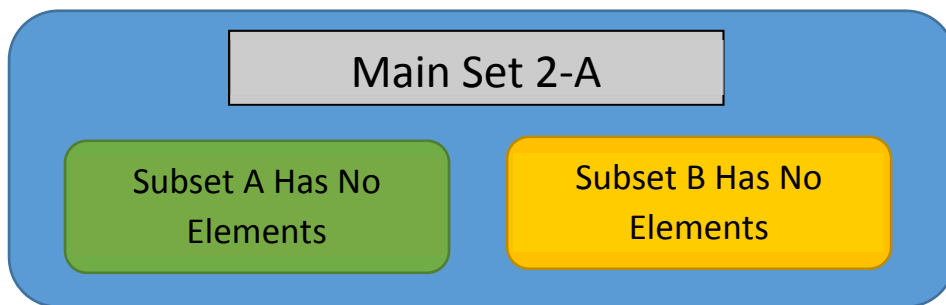 Main Set 2-A
Subset A Has No
Elements
Subset B Has No
Elements